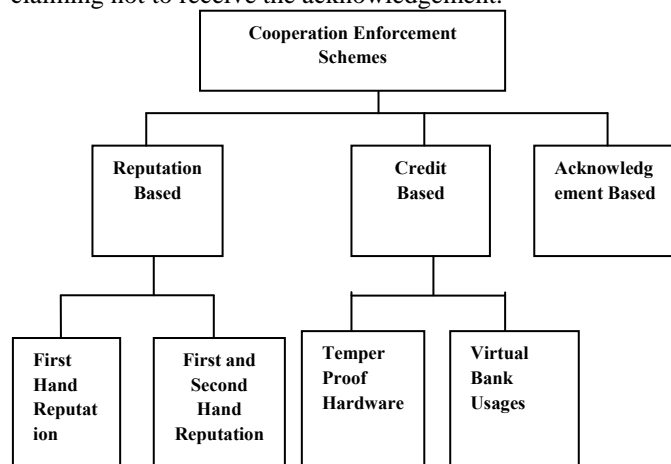 claiming not to receive the acknowledgement.
Cooperation Enforcement
Schemes
Reputation
Based
Credit
Based
Acknowledg
ement Based
First
Hand
Reputat
ion
First and
Second
Hand
Reputation
Temper
Proof
Hardware
Virtual
Bank
Usages